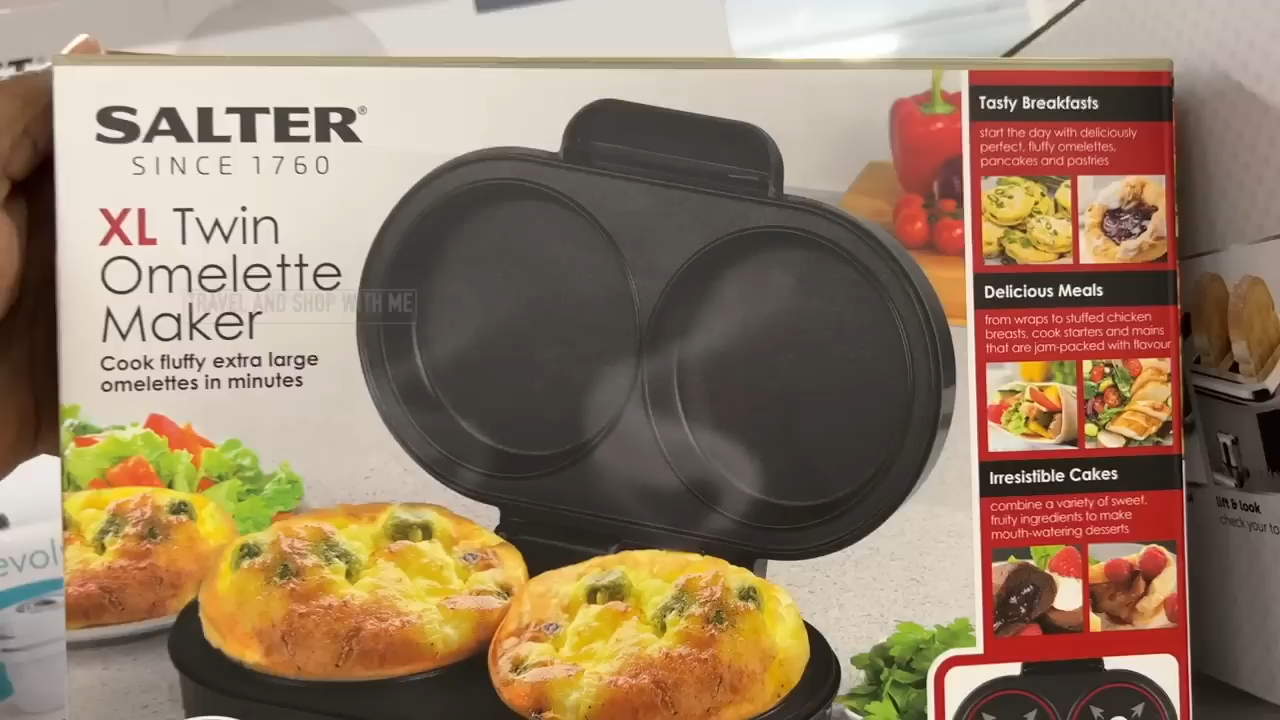 SALTER®
SINCE 1760
XL Twin
Omelette
Maker
TRAVEL AND SHOP WITH ME
Cook fluffy extra large
omelettes in minutes
Tasty Breakfasts
start the day with deliciously
perfect, fluffy omelettes,
pancakes and pastries
Delicious Meals
from wraps to stuffed chicken
breasts, cook starters and mains
that are jam-packed with flavour
Irresistible Cakes
combine a variety of sweet,
fruity ingredients to make
mouth-watering desserts
lift & look
check your to
evol